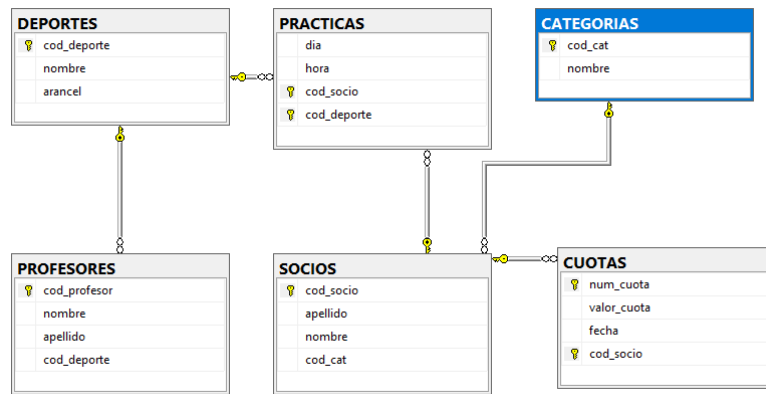 DEPORTES
cod_deporte
nombre
arancel
PRACTICAS
dia
hora
cod_socio
cod_deporte
CATEGORIAS
cod_cat
nombre
PROFESORES
cod_profesor
nombre
apellido
cod_deporte
SOCIOS
cod_socio
apellido
nombre
cod_cat
CUOTAS
num_cuota
valor_cuota
fecha
cod_socio